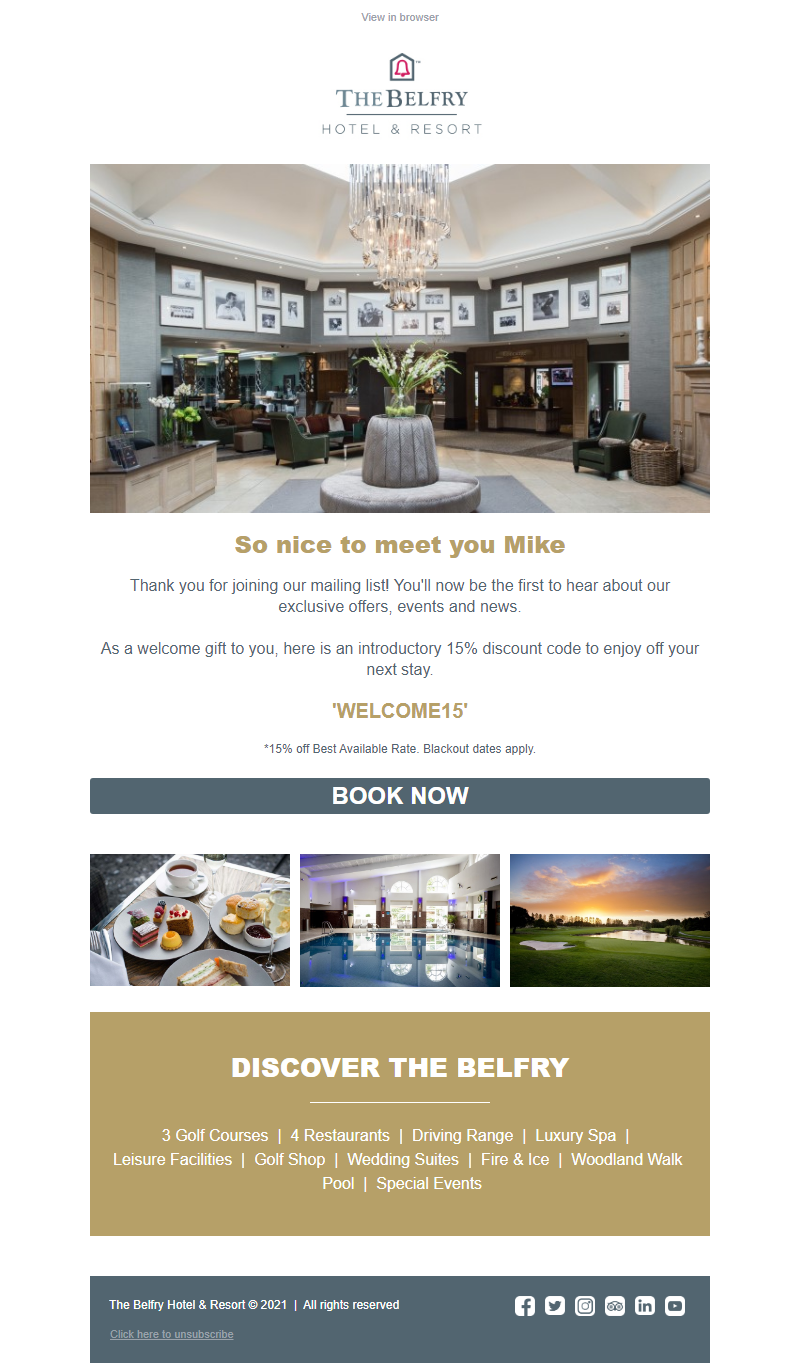 View in browser
THE BELFRY
HOTEL & RESORT
So nice to meet you Mike
Thank you for joining our mailing list! You'll now be the first to hear about our
exclusive offers, events and news.
As a welcome gift to you, here is an introductory 15% discount code to enjoy off your
next stay.
'WELCOME15'
*15% off Best Available Rate. Blackout dates apply.
BOOK NOW
DISCOVER THE BELFRY
3 Golf Courses | 4 Restaurants | Driving Range | Luxury Spa |
Leisure Facilities | Golf Shop | Wedding Suites | Fire & Ice | Woodland Walk
Pool | Special Events
The Belfry Hotel & Resort © 2021 | All rights reserved
Click here to unsubscribe